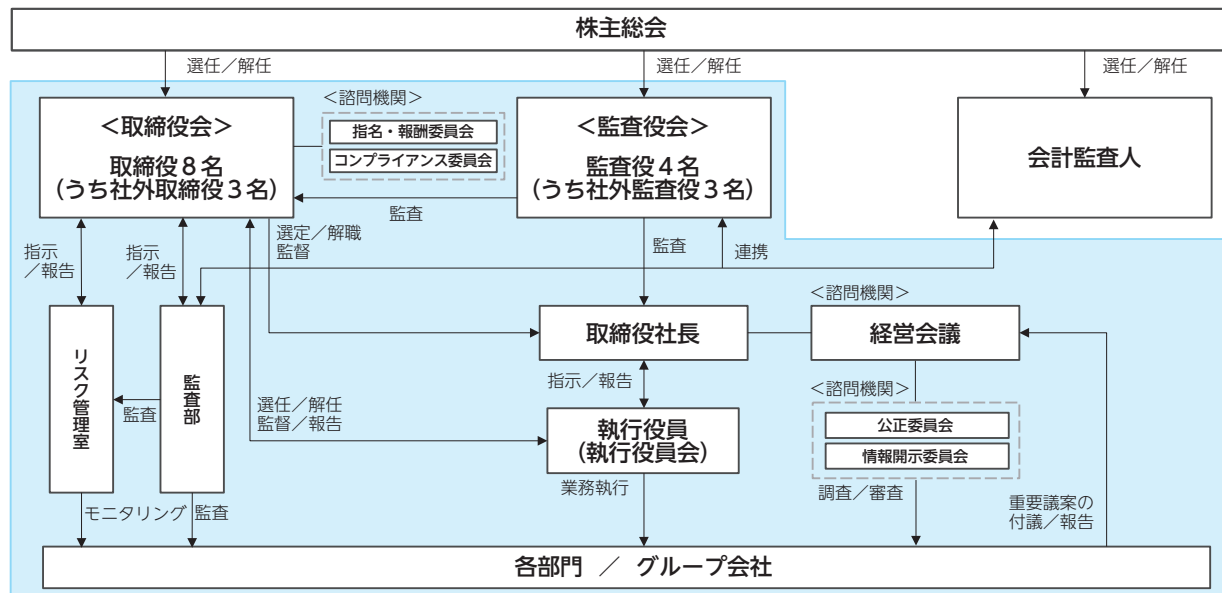 株主総会
選任／解任
選任／解任
選任／解任
＜取締役会＞
取締役８名
（うち社外取締役３名）
＜諮問機関＞
指名・報酬委員会
コンプライアンス委員会
＜監査役会＞
監査役４名
（うち社外監査役３名）
会計監査人
監査
指示
／報告
指示
／報告
選定／解職
監督
監査
連携
リスク管理室
監査
監査部
取締役社長
＜諮問機関＞
経営会議
指示／報告
選任／解任
監督／報告
執行役員
（執行役員会）
＜諮問機関＞
公正委員会
情報開示委員会
モニタリング
監査
業務執行
調査／審査
重要議案の
付議／報告
各部門　／　グループ会社